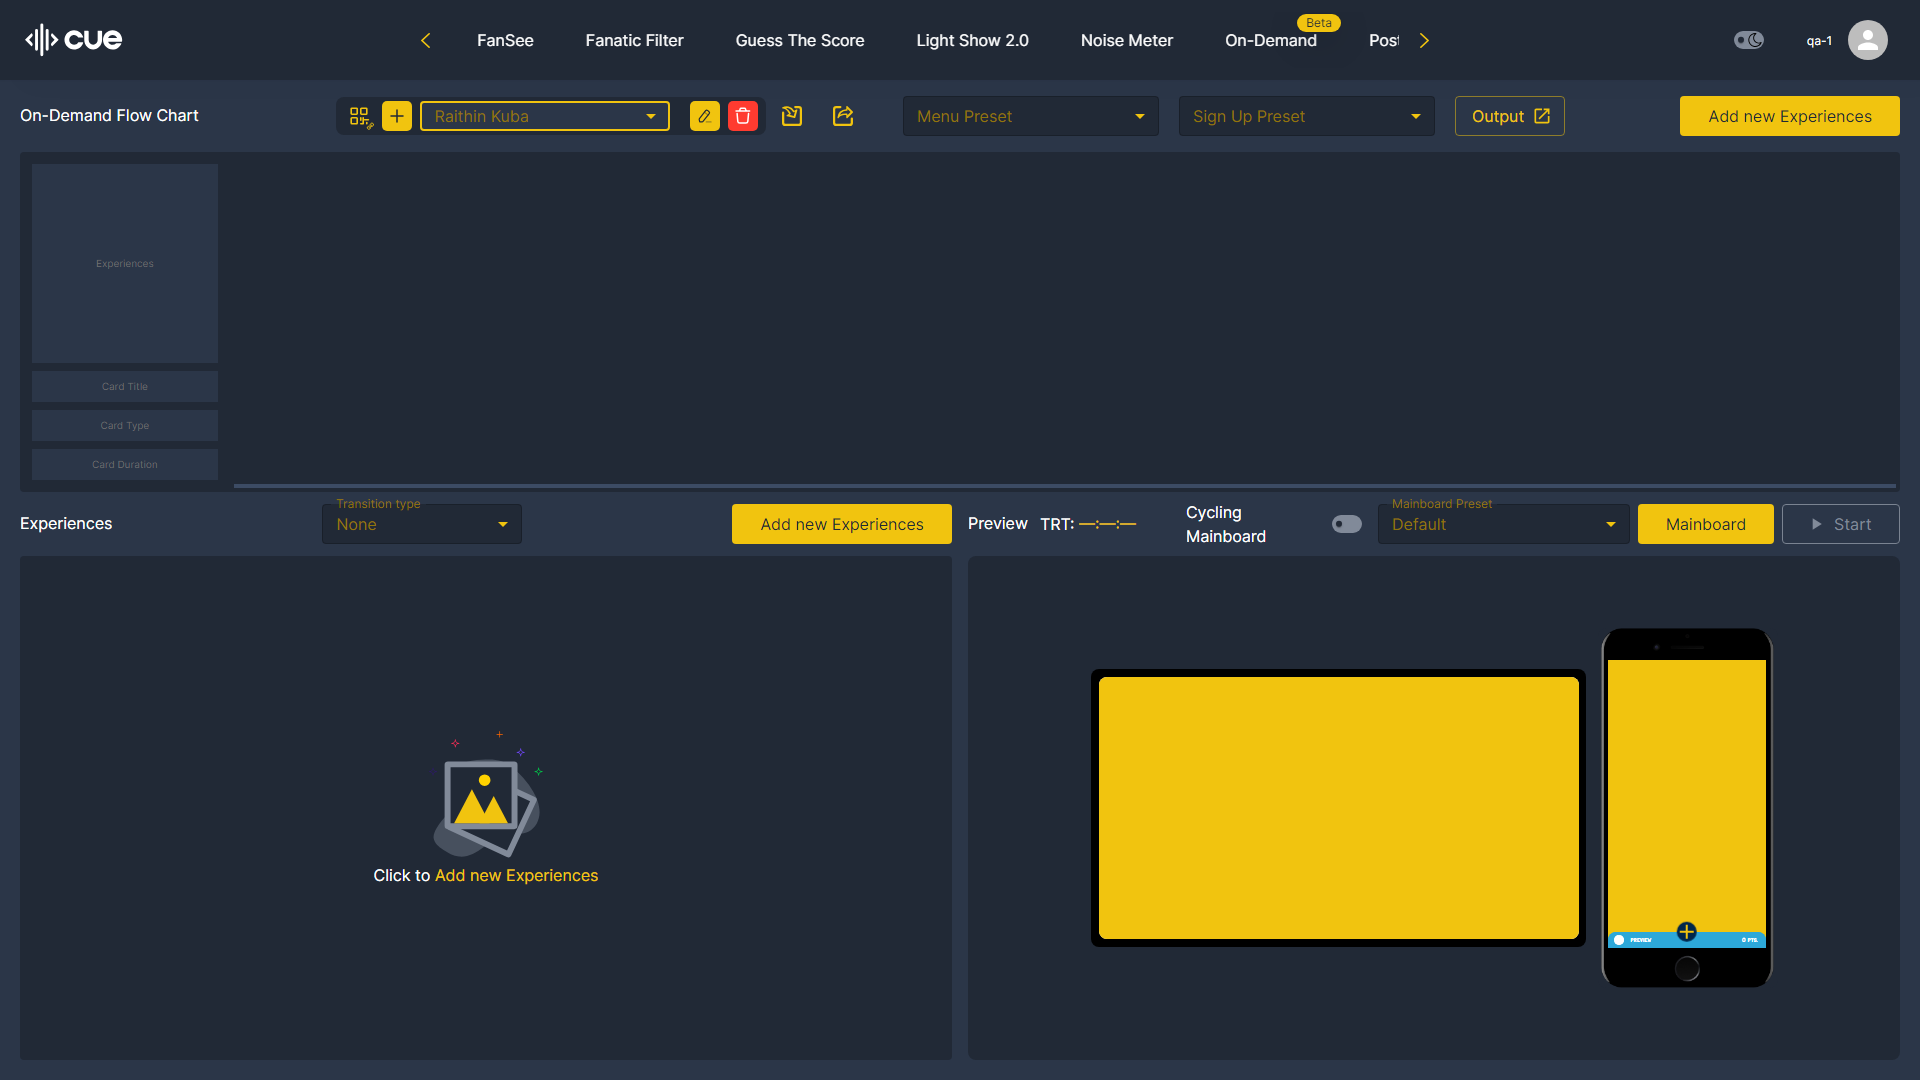 cue
FanSee
Fanatic Filter
Guess The Score
Light Show 2.0
Noise Meter
Beta
On-Demand
Pos
qa-1
On-Demand Flow Chart
Raithin Kuba
Menu Preset
Sign Up Preset
Output
Add new Experiences
Experiences
Card Title
Card Type
Card Duration
Experiences
Transition type
None
Add new Experiences
Preview
TRT: —:—:—
Cycling
Mainboard
Mainboard Preset
Default
Mainboard
Start
Click to Add new Experiences
PREVIEW
0 PTS.